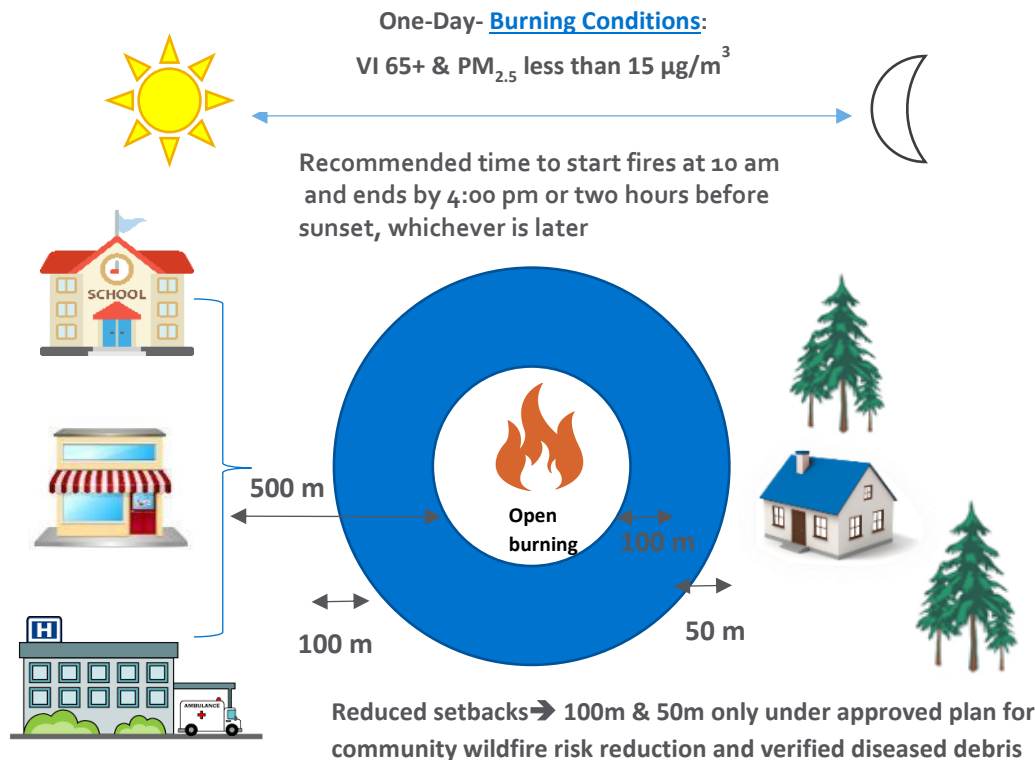 One-Day- Burning Conditions:
VI 65+ & PM2.5 less than 15 µg/m3
Recommended time to start fires at 10 am
and ends by 4:00 pm or two hours before
sunset, whichever is later
SCHOOL
500 m
Open
burning
100 m
100 m
50 m
H
AMBULANCE
Reduced setbacks➔ 100m & 50m only under approved plan for
community wildfire risk reduction and verified diseased debris